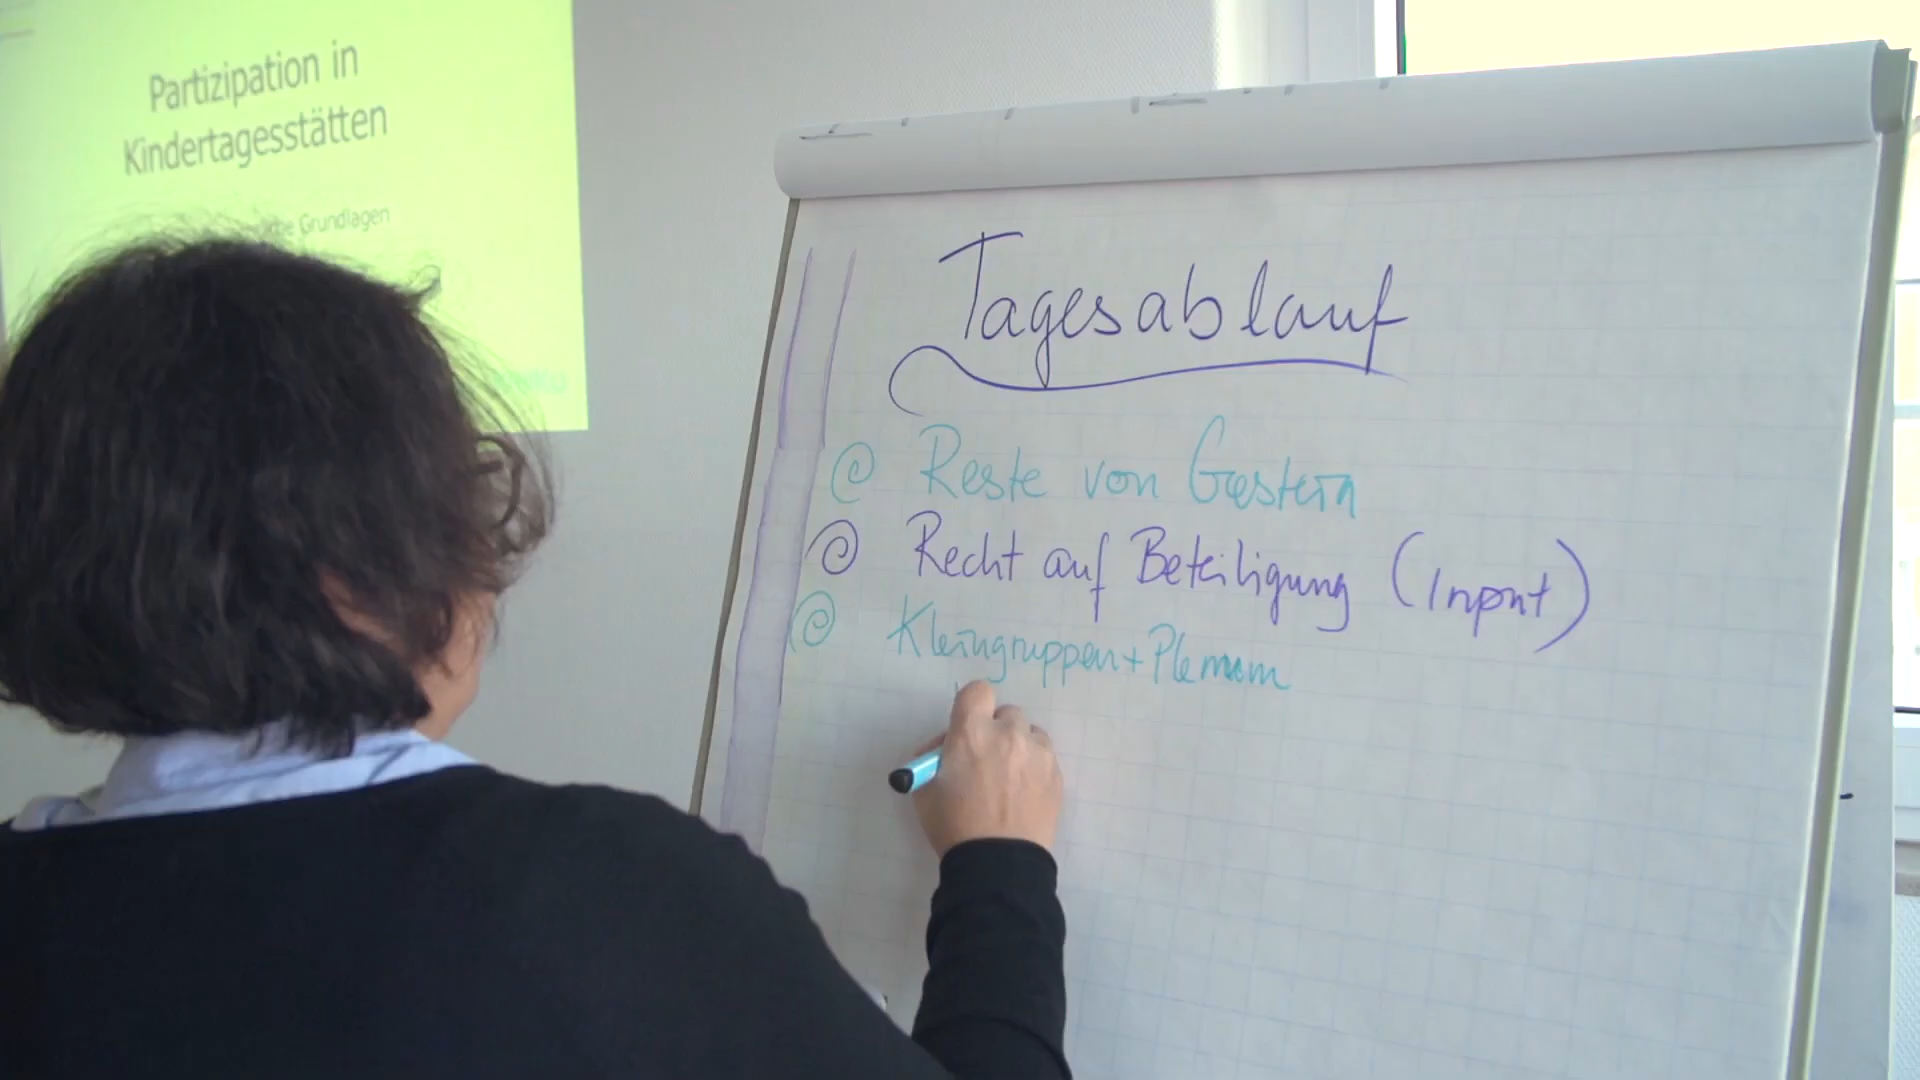 Partizipation in
Kindertagesstätten
Grundlagen
Tagesablauf
Reste von Gestern
Recht auf Beteiligung (Input)
Kleingruppen + Plenum